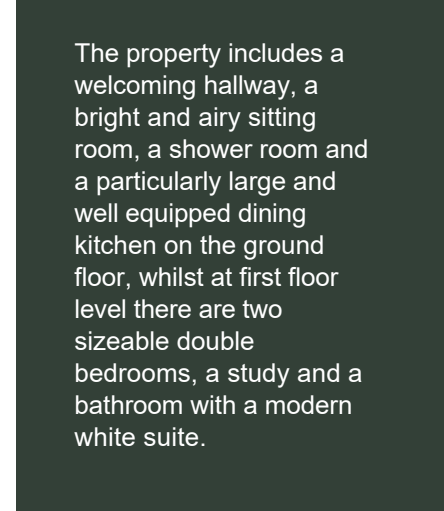 The property includes a
welcoming hallway, a
bright and airy sitting
room, a shower room and
a particularly large and
well equipped dining
kitchen on the ground
floor, whilst at first floor
level there are two
sizeable double
bedrooms, a study and a
bathroom with a modern
white suite.